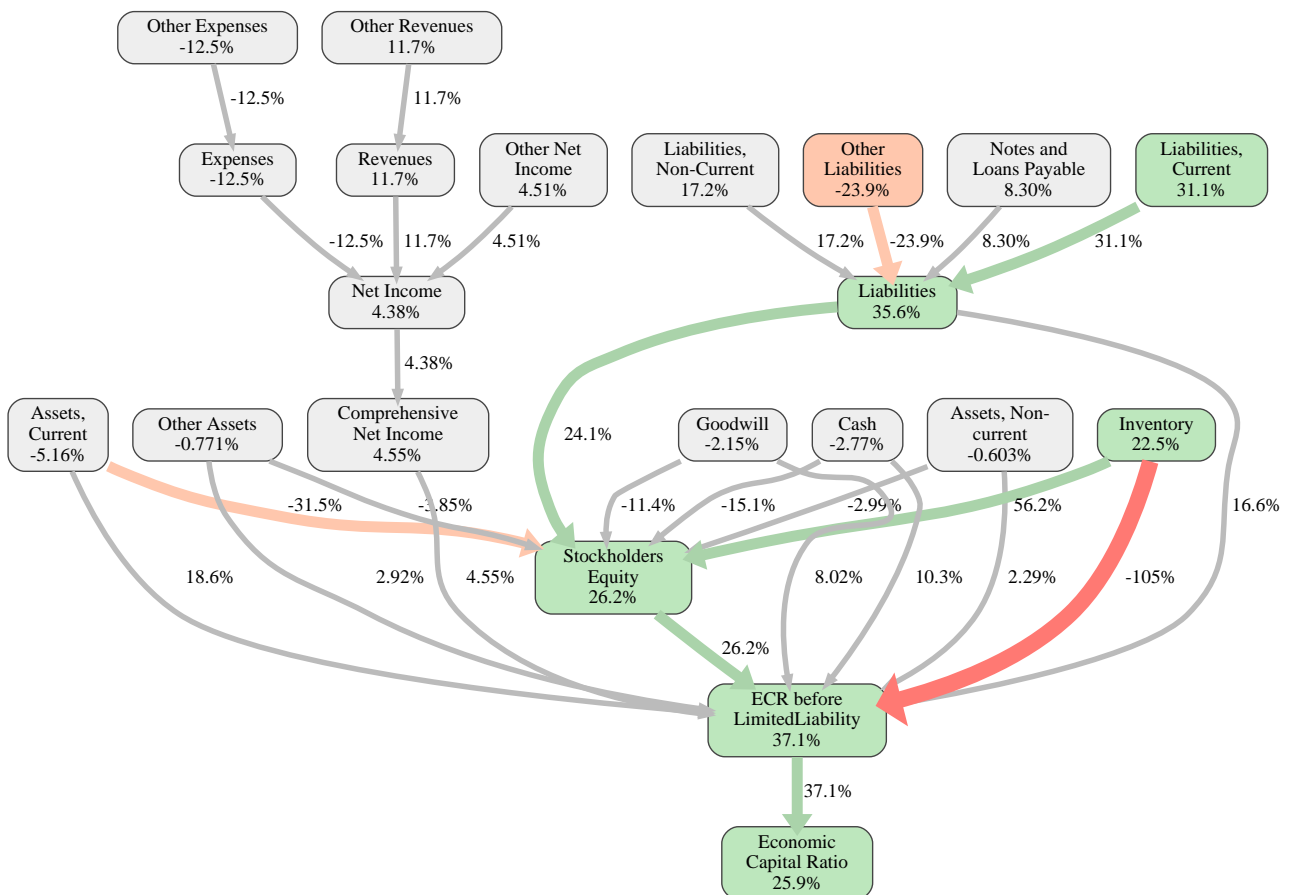 Other Expenses
-12.5%
Other Revenues
11.7%
-12.5%
11.7%
Expenses
-12.5%
Revenues
11.7%
Other Net
Income
4.51%
Liabilities,
Non-Current
17.2%
Other
Liabilities
-23.9%
Notes and
Loans Payable
8.30%
Liabilities,
Current
31.1%
-12.5%
11.7%
4.51%
17.2%
-23.9%
8.30%
31.1%
Net Income
4.38%
Liabilities
35.6%
4.38%
Assets,
Current
-5.16%
Other Assets
-0.771%
Comprehensive
Net Income
4.55%
24.1%
Goodwill
-2.15%
Cash
-2.77%
Assets, Non-
current
-0.603%
Inventory
22.5%
-31.5%
-3.85%
-11.4%
-15.1%
-2.99%
56.2%
16.6%
Stockholders
Equity
26.2%
18.6%
2.92%
4.55%
8.02%
10.3%
2.29%
-105%
26.2%
ECR before
LimitedLiability
37.1%
37.1%
Economic
Capital Ratio
25.9%